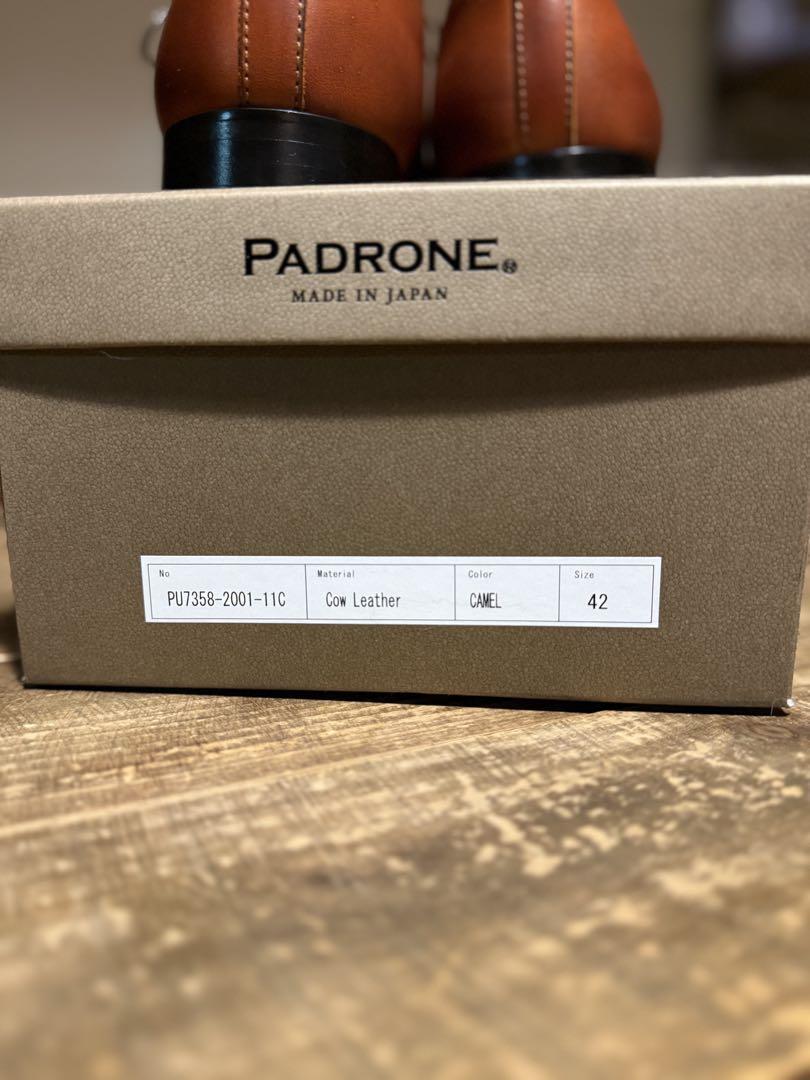 PADRONE®
MADE IN JAPAN
No Material Color Size
PU7358-2001-11C Cow Leather CAMEL 42